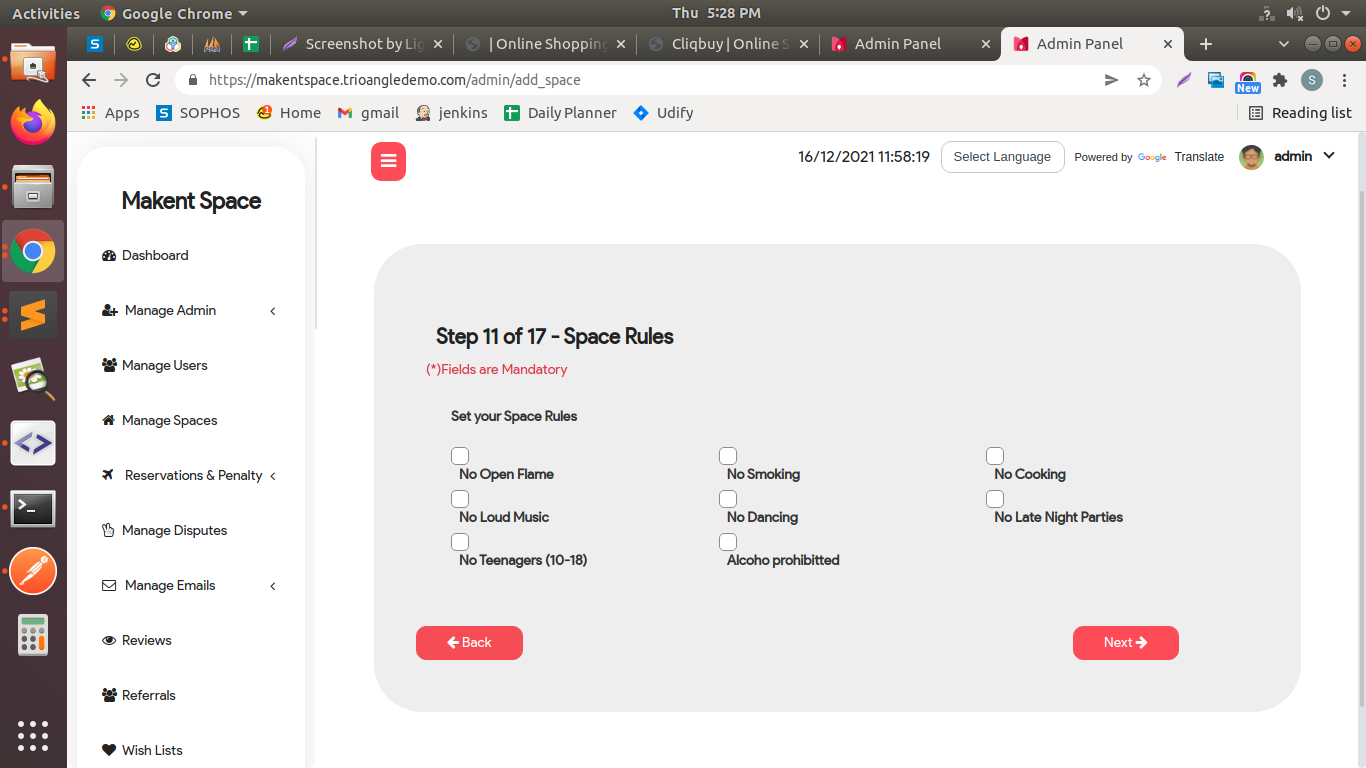 Activities Google Chrome Thu 5:28 PM
S Screenshot by Lig | Online Shopping Cliqbuy | Online S Admin Panel Admin Panel
https://makentspace.trioangledemo.com/admin/add_space New S
Apps S SOPHOS Home gmail jenkins Daily Planner Udify Reading list
16/12/2021 11:58:19 Select Language Powered by Google Translate admin
Makent Space
Dashboard
Manage Admin
Manage Users
Manage Spaces
Reservations & Penalty
Manage Disputes
Manage Emails
Reviews
Referrals
Wish Lists
Step 11 of 17 - Space Rules
(*)Fields are Mandatory
Set your Space Rules
No Open Flame No Smoking No Cooking
No Loud Music No Dancing No Late Night Parties
No Teenagers (10-18) Alcoho prohibitted
Back Next